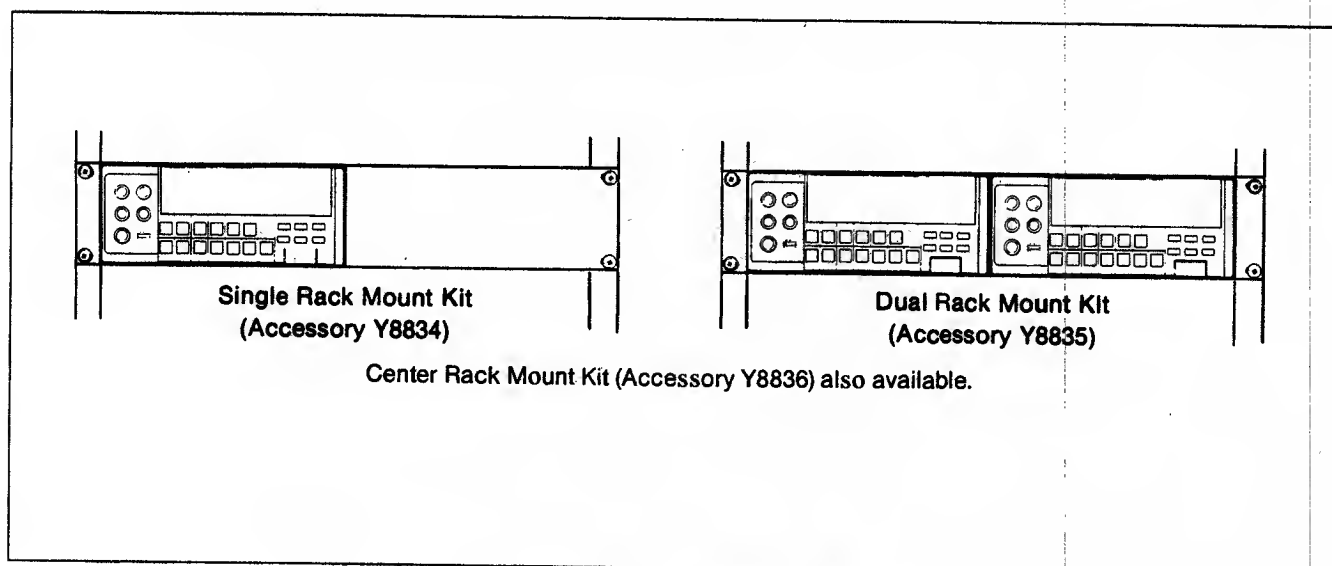 Single Rack Mount Kit
(Accessory Y8834)
Dual Rack Mount Kit
(Accessory Y8835)
Center Rack Mount Kit (Accessory Y8836) also available.